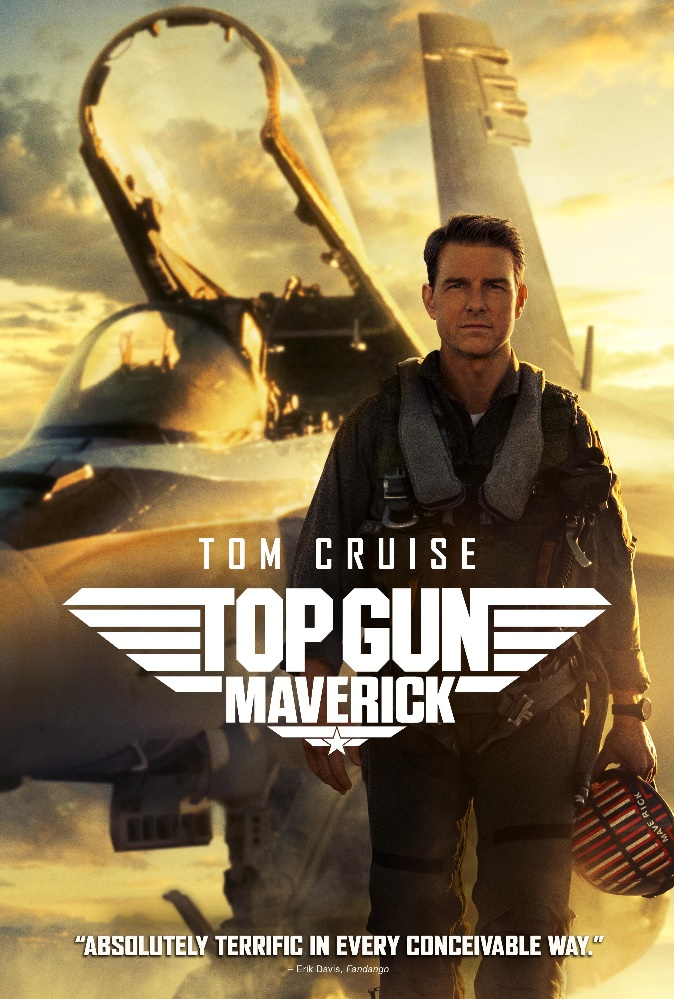 TOM CRUISE
TOP GUN
MAVERICK
MAVERICK
“ABSOLUTELY TERRIFIC IN EVERY CONCEIVABLE WAY.”
– Erik Davis, Fandango